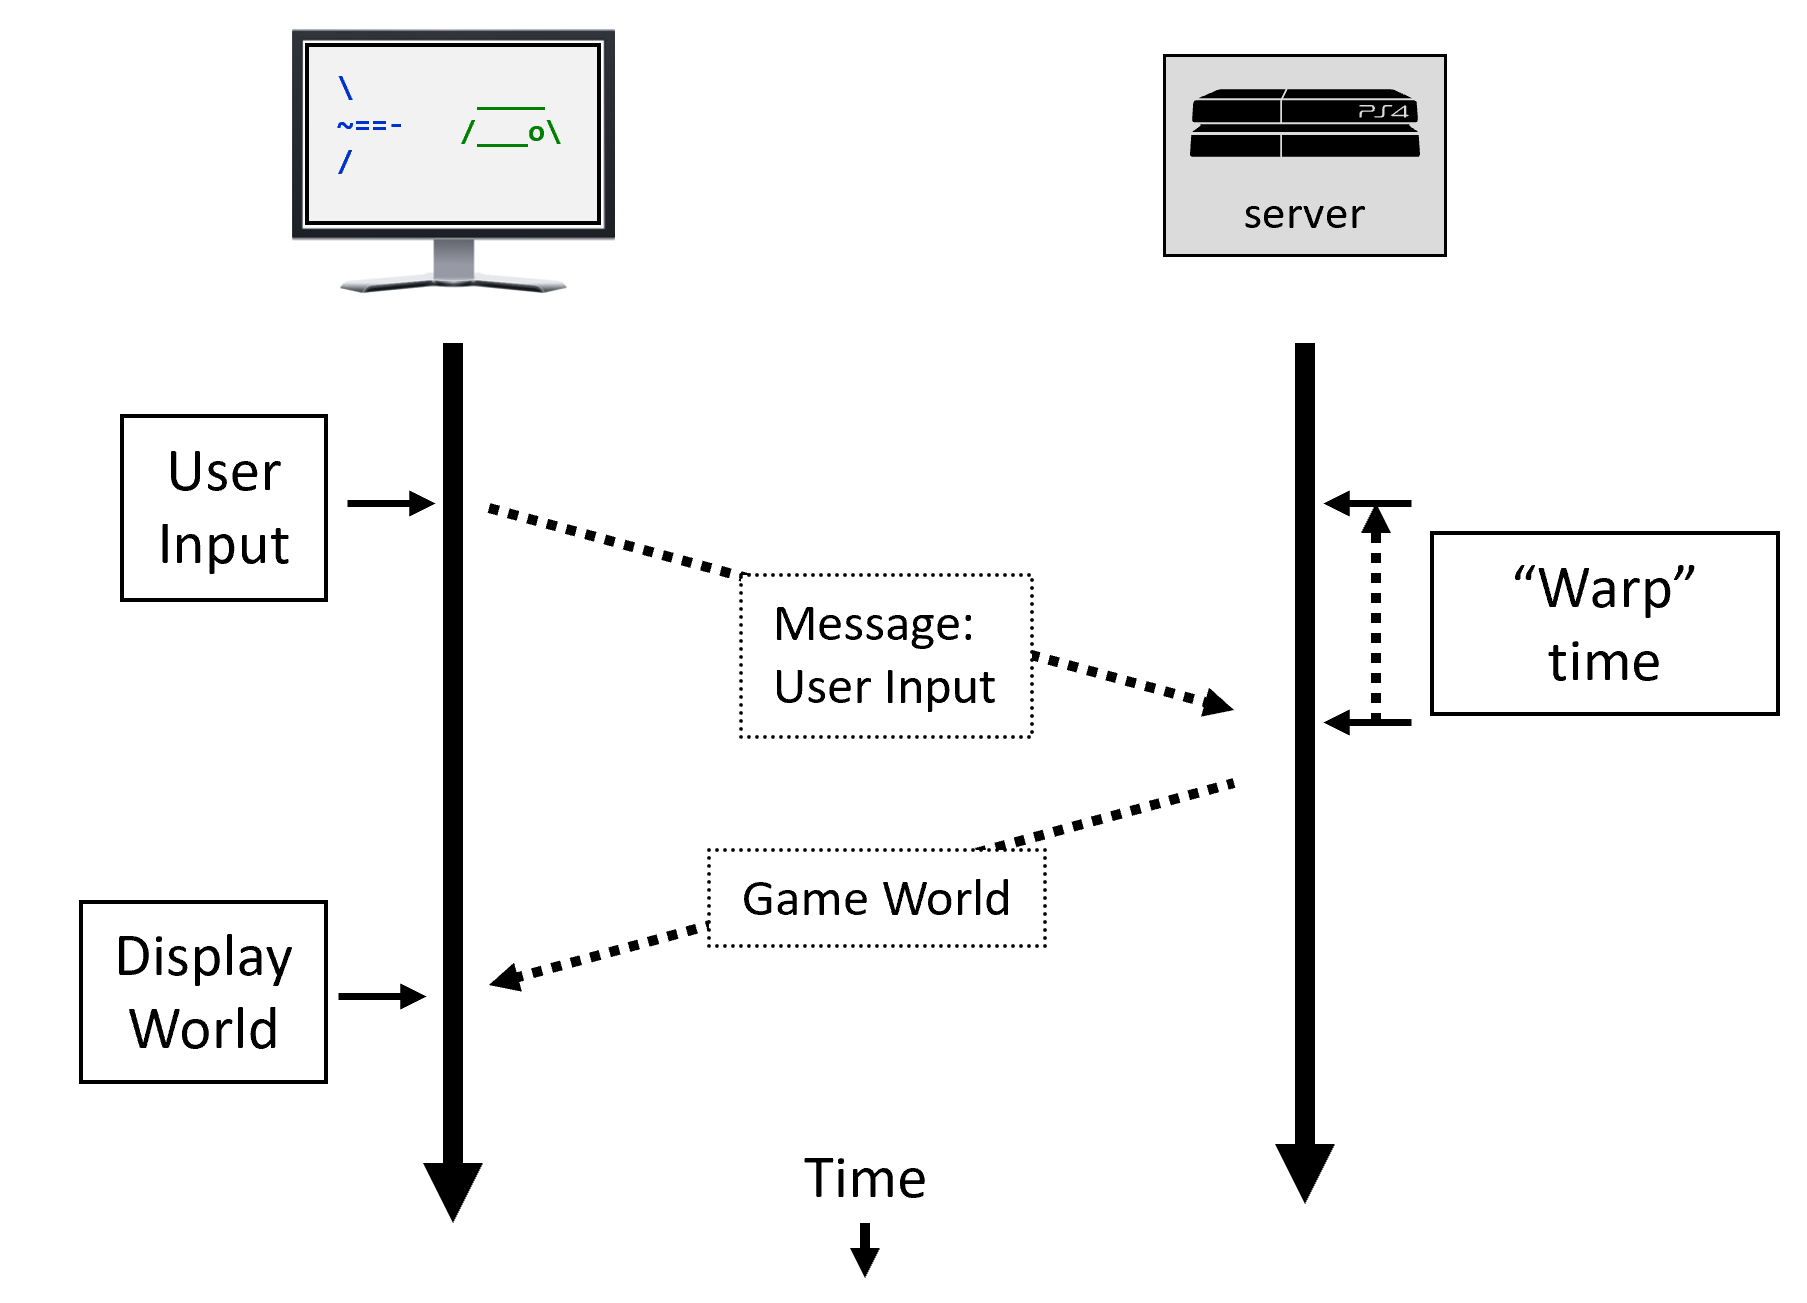 \
~==-
/
_____
/___o\
PS4
server
User
Input
Message:
User Input
“Warp”
time
Game World
Display
World
Time